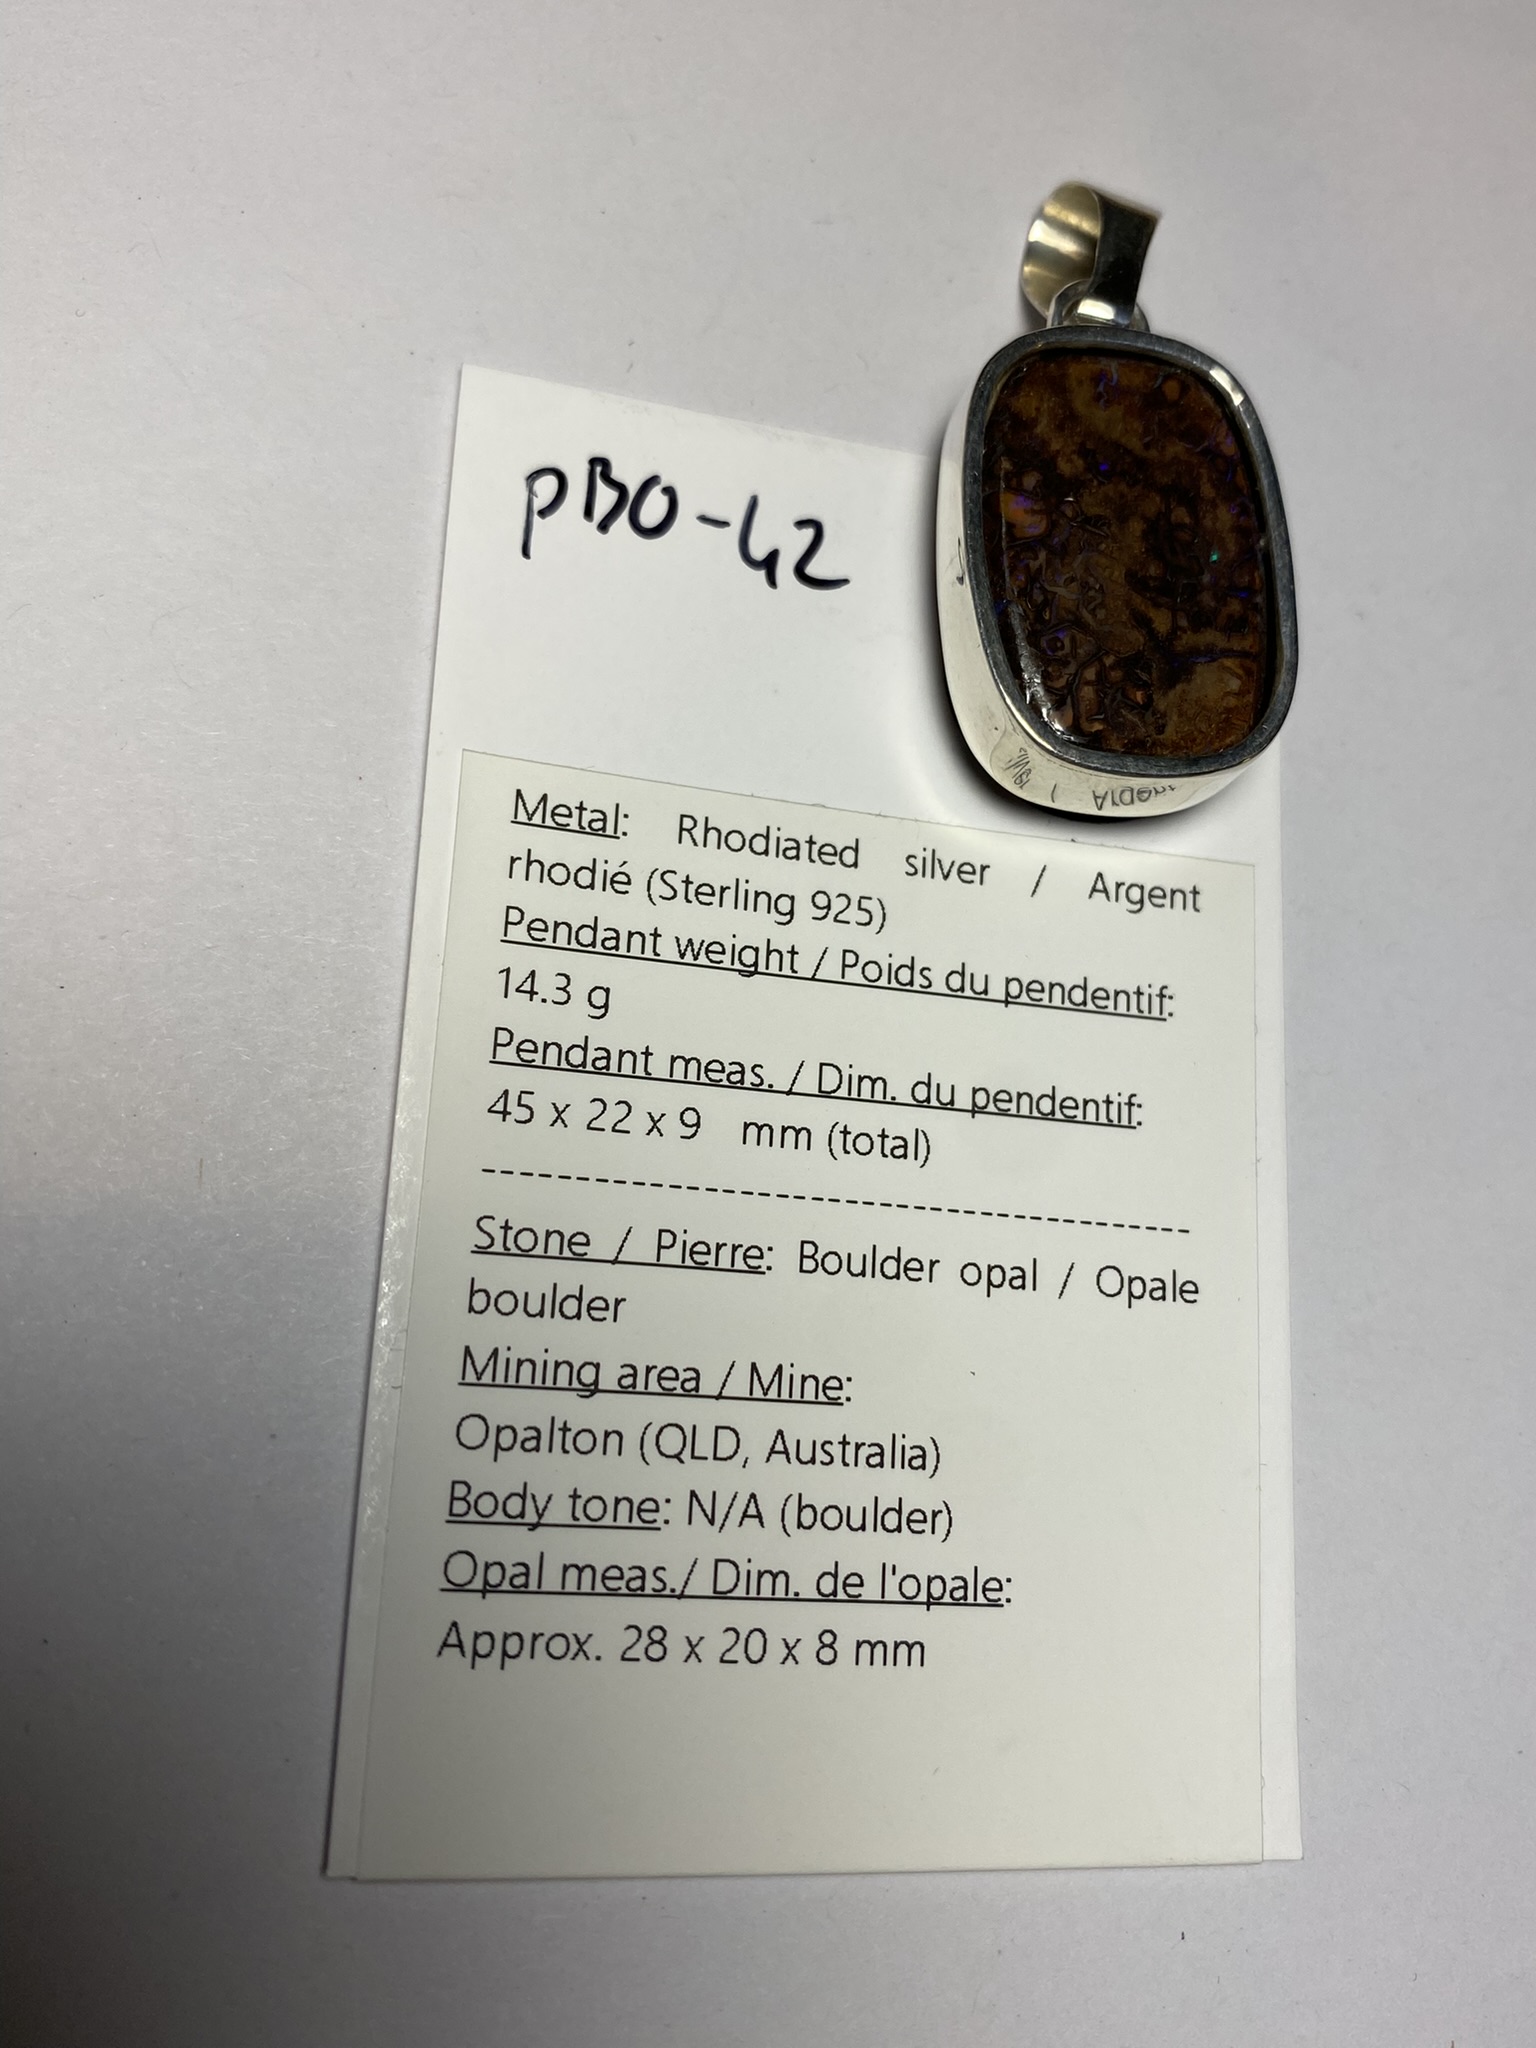 pBO-42
Metal: Rhodiated silver / Argent
rhodié (Sterling 925)
Pendant weight / Poids du pendentif:
14.3 g
Pendant meas. / Dim. du pendentif:
45 x 22 x 9 mm (total)
-------------------------------------
Stone / Pierre: Boulder opal / Opale
boulder
Mining area / Mine:
Opalton (QLD, Australia)
Body tone: N/A (boulder)
Opal meas./ Dim. de l'opale:
Approx. 28 x 20 x 8 mm